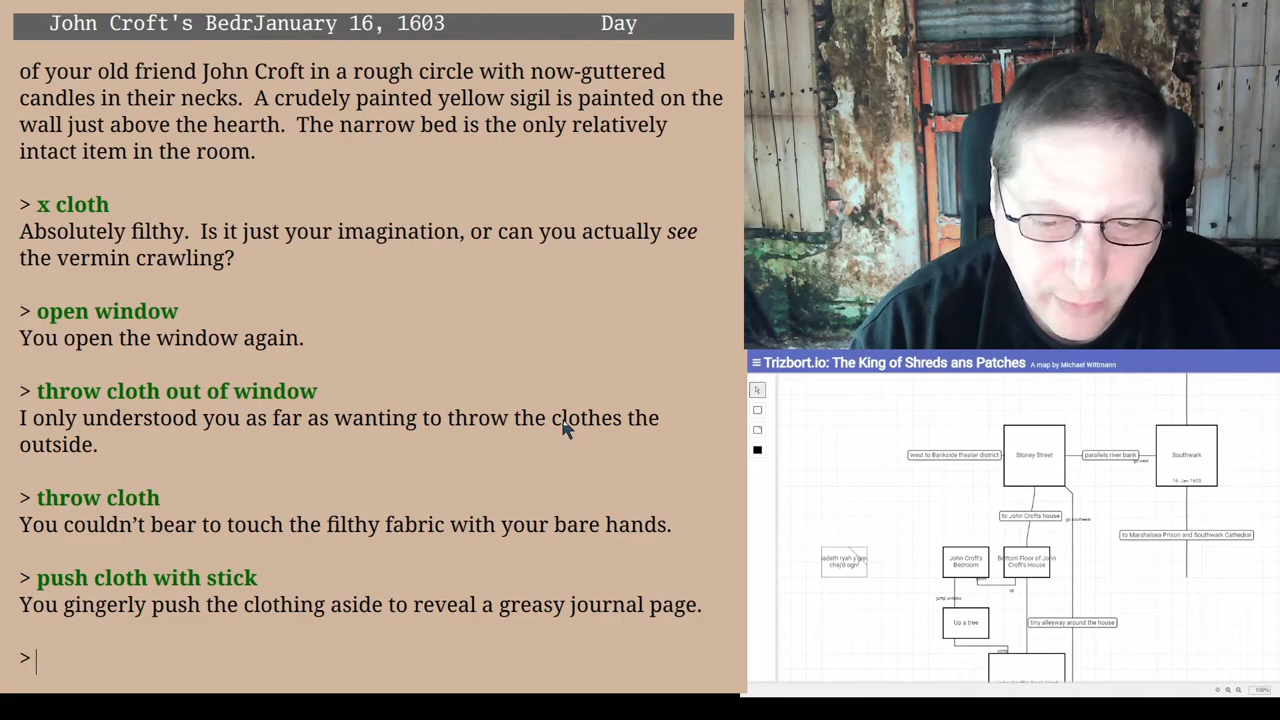 John Croft's BedrJanuary 16, 1603 Day
of your old friend John Croft in a rough circle with now-guttered
candles in their necks.  A crudely painted yellow sigil is painted on the
wall just above the hearth.  The narrow bed is the only relatively
intact item in the room.
> x cloth
Absolutely filthy.  Is it just your imagination, or can you actually see
the vermin crawling?
> open window
You open the window again.
> throw cloth out of window
I only understood you as far as wanting to throw the clothes the
outside.
> throw cloth
You couldn’t bear to touch the filthy fabric with your bare hands.
> push cloth with stick
You gingerly push the clothing aside to reveal a greasy journal page.
>
Trizbort.io: The King of Shreds ans Patches A map by Michael Wittmann
west to Bankside theater district
Stoney Street
parallels river bank
go west
Southwark
16. Jan 1603
to John Crofts house
go southeast
to Marshalsea Prison and Southwark Cathedral
John Croft's
Bedroom
Bottom Floor of John
Croft's House
up
jump window
Up a tree
tiny alleyway around the house
100%